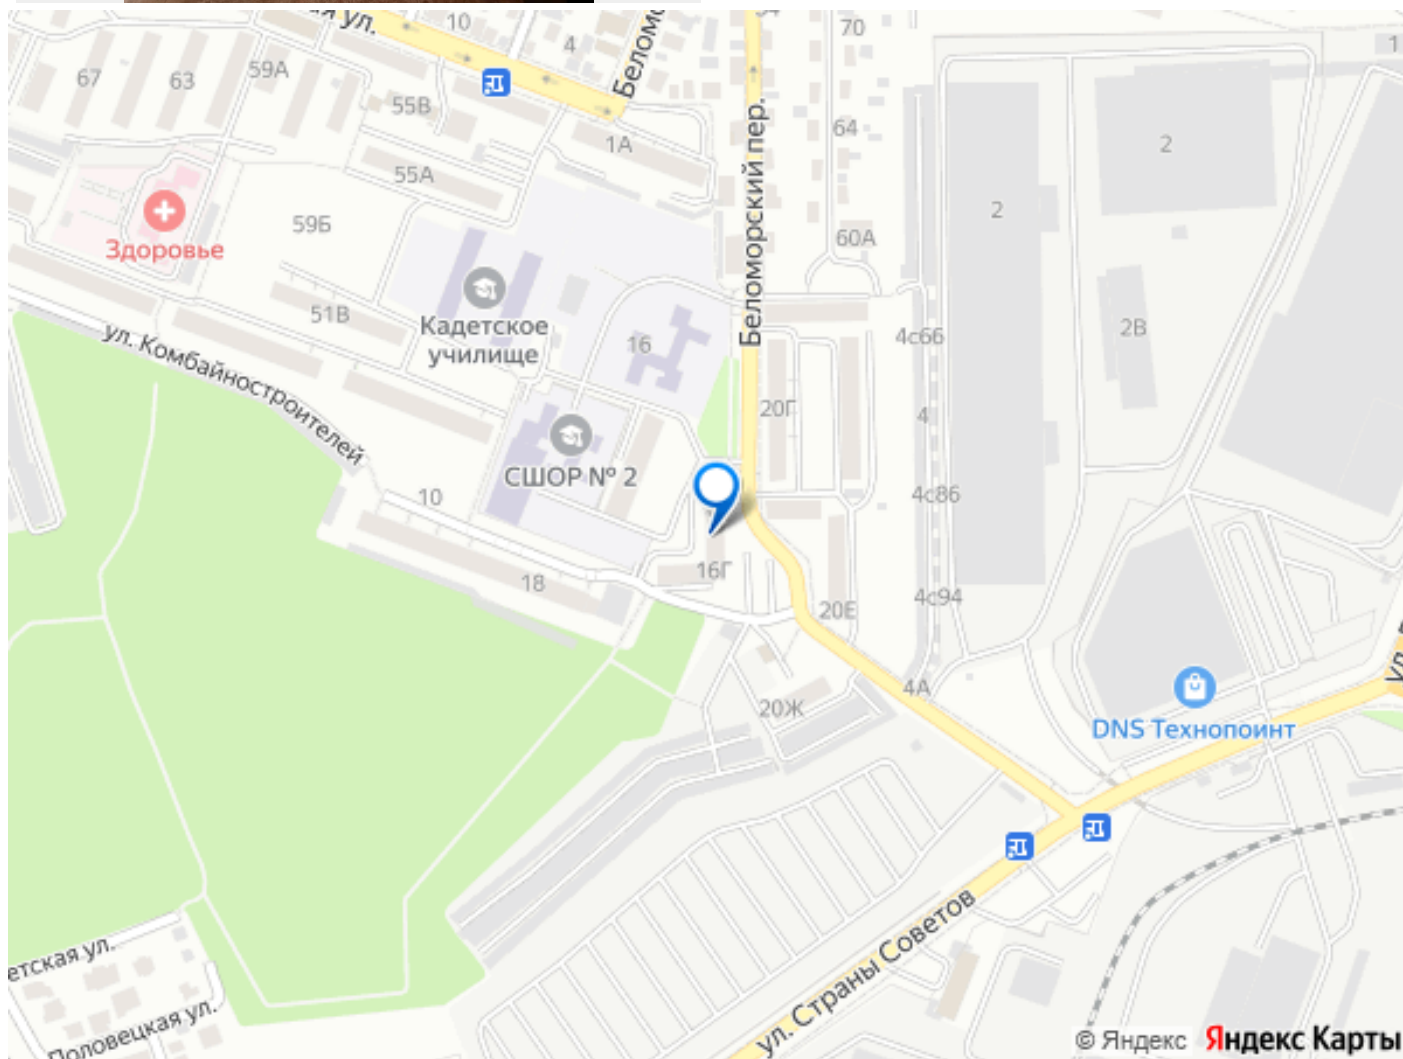 ая ул.
10
4
Беломо
70
67
63
59А
55В
1А
64
2
2
55А
59Б
Здоровье
Беломорский пер.
60А
51В
Кадетское
училище
16
4с66
2В
ул. Комбайностроителей
20Г
4
СШОР № 2
10
4с86
18
16Г
20Е
4с94
4А
20Ж
DNS Технопоинт
ул. Страны Советов
етская ул.
Половецкая ул.
© Яндекс Яндекс Карты